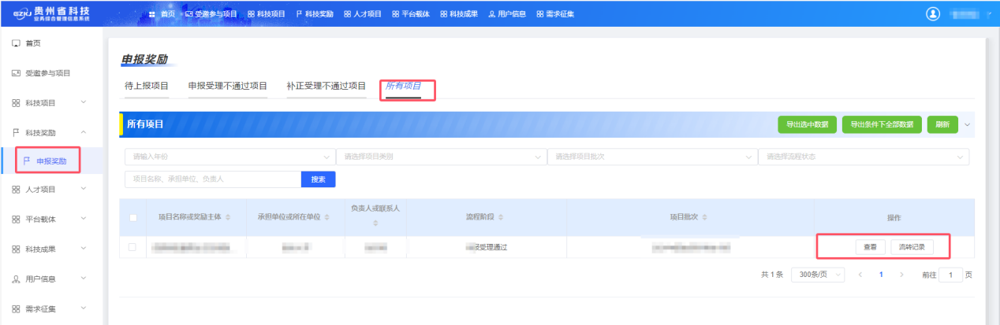 GZKJ 贵州省科技
业务综合管理信息系统
首页 受邀参与项目 科技项目 科技奖励 人才项目 平台载体 科技成果 用户信息 需求征集
首页
受邀参与项目
科技项目
科技奖励
申报奖励
人才项目
平台载体
科技成果
用户信息
需求征集
申报奖励
待上报项目 申报受理不通过项目 补正受理不通过项目 所有项目
所有项目 导出选中数据 导出条件下全部数据 刷新
请输入年份 请选择项目类别 请选择项目批次 请选择流程状态
项目名称、承担单位、负责人 搜索
项目名称或奖励主体 承担单位或所在单位 负责人或联系人 流程阶段 项目批次 操作
报受理通过 查看 流转记录
共 1 条 300条/页 1 前往 1 页